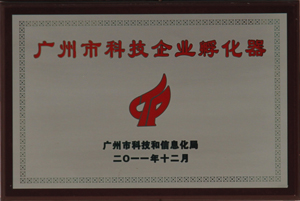 广州市科技企业孵化器
广州市科技和信息化局
二〇一一年十二月